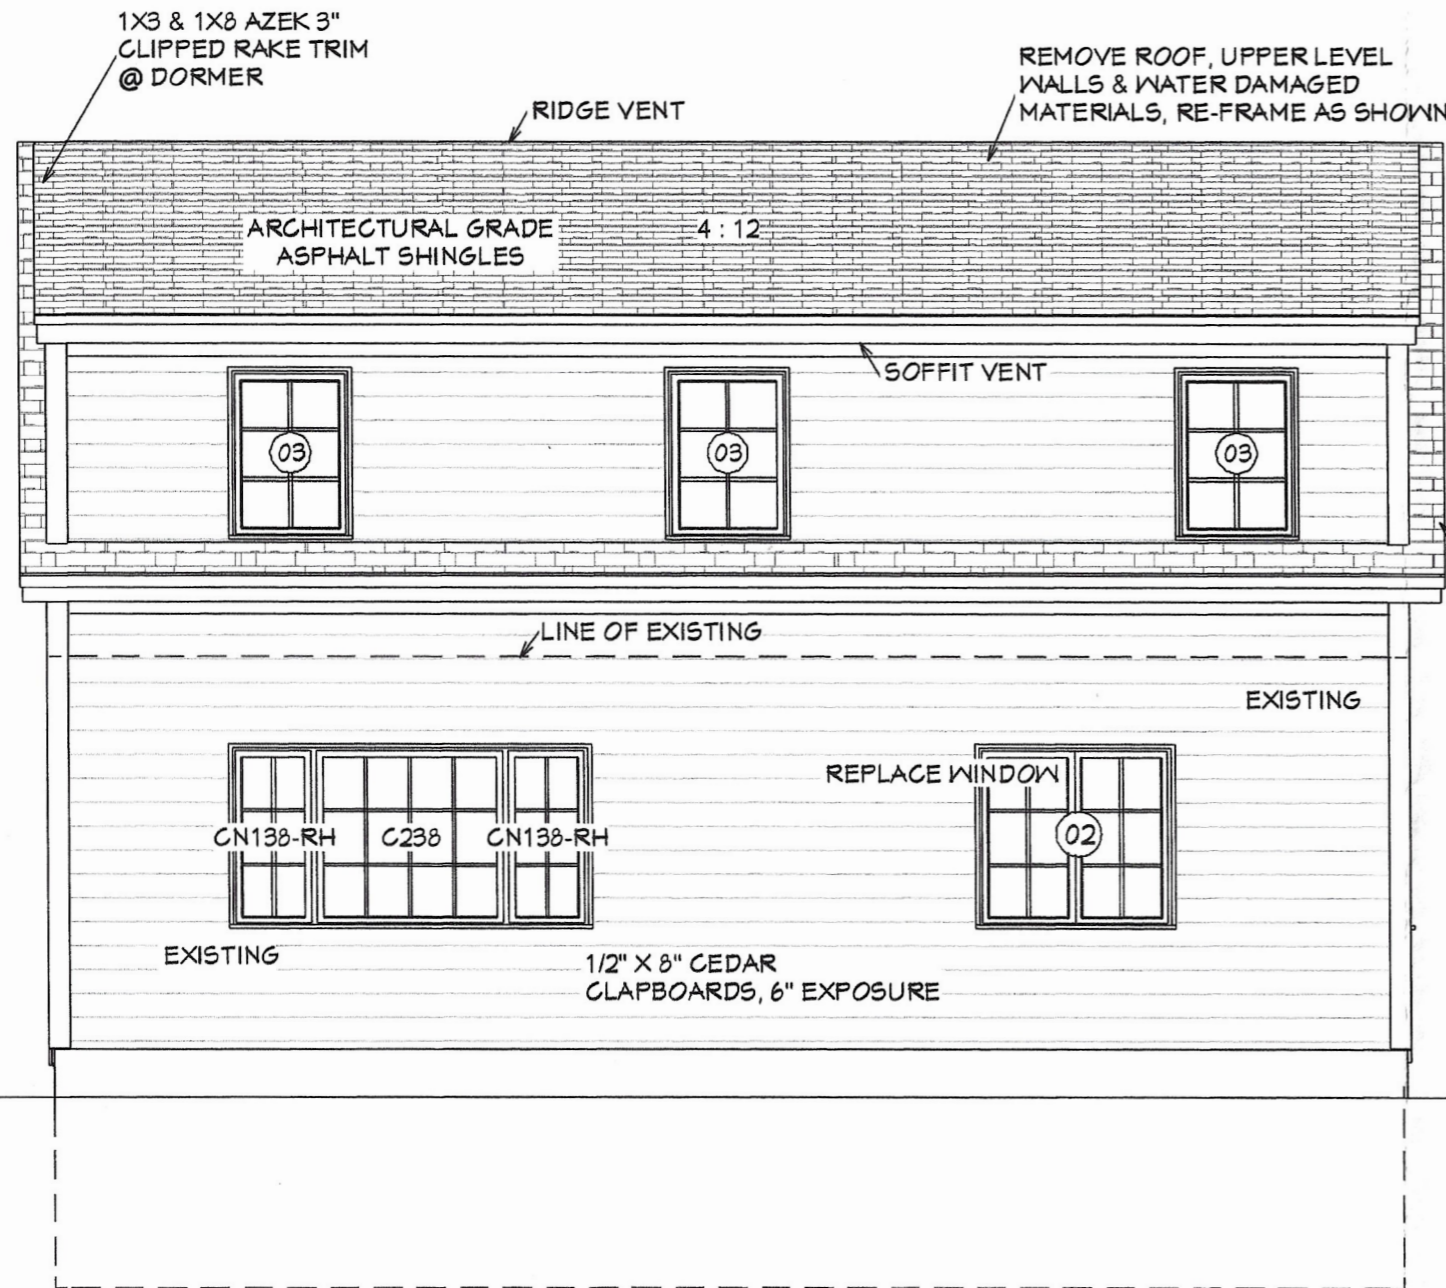 1X3 & 1X8 AZEK 3"
CLIPPED RAKE TRIM
@ DORMER
REMOVE ROOF, UPPER LEVEL
WALLS & WATER DAMAGED
MATERIALS, RE-FRAME AS SHOWN
RIDGE VENT
ARCHITECTURAL GRADE
ASPHALT SHINGLES
4 : 12
SOFFIT VENT
03
03
03
LINE OF EXISTING
EXISTING
REPLACE WINDOW
CN138-RH
C238
CN138-RH
02
EXISTING
1/2" X 8" CEDAR
CLAPBOARDS, 6" EXPOSURE